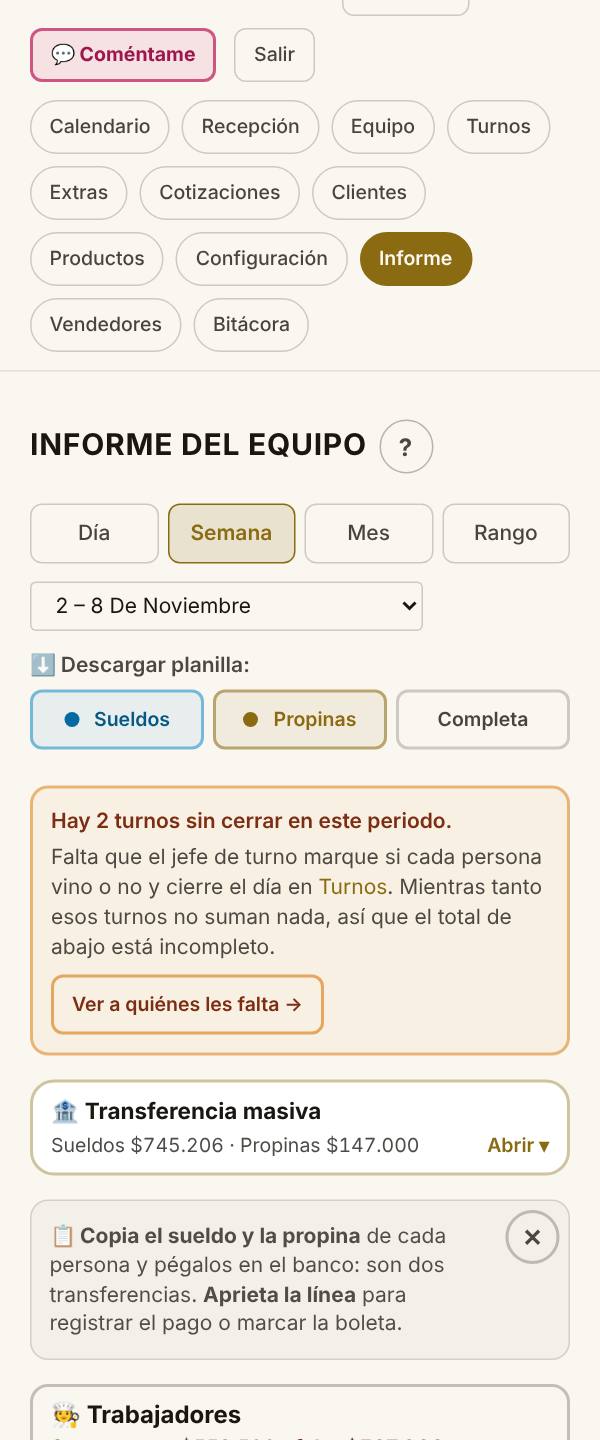 💬 Coméntame
Salir
Calendario
Recepción
Equipo
Turnos
Extras
Cotizaciones
Clientes
Productos
Configuración
Informe
Vendedores
Bitácora
INFORME DEL EQUIPO ?
Día
Semana
Mes
Rango
2 – 8 De Noviembre
⬇️ Descargar planilla:
Sueldos
Propinas
Completa
Hay 2 turnos sin cerrar en este periodo.
Falta que el jefe de turno marque si cada persona
vino o no y cierre el día en Turnos. Mientras tanto
esos turnos no suman nada, así que el total de
abajo está incompleto.
Ver a quiénes les falta →
🏦 Transferencia masiva
Sueldos $745.206 · Propinas $147.000
Abrir ▾
📋 Copia el sueldo y la propina de cada
persona y pégalos en el banco: son dos
transferencias. Aprieta la línea para
registrar el pago o marcar la boleta.
✕
🧑‍🍳 Trabajadores